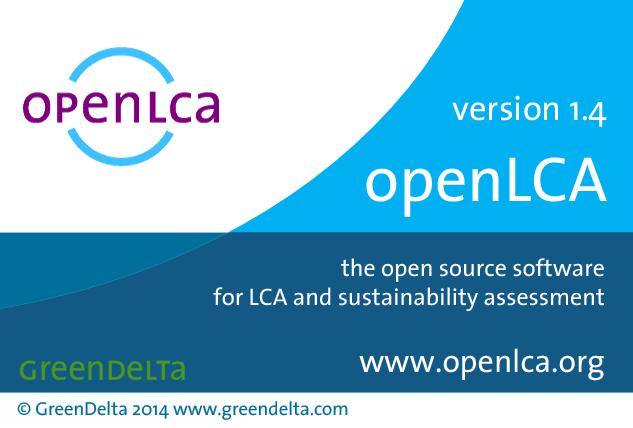 openLca
version 1.4
openLCA
the open source software
for LCA and sustainability assessment
GreenDeLTa
www.openlca.org
© GreenDelta 2014 www.greendelta.com